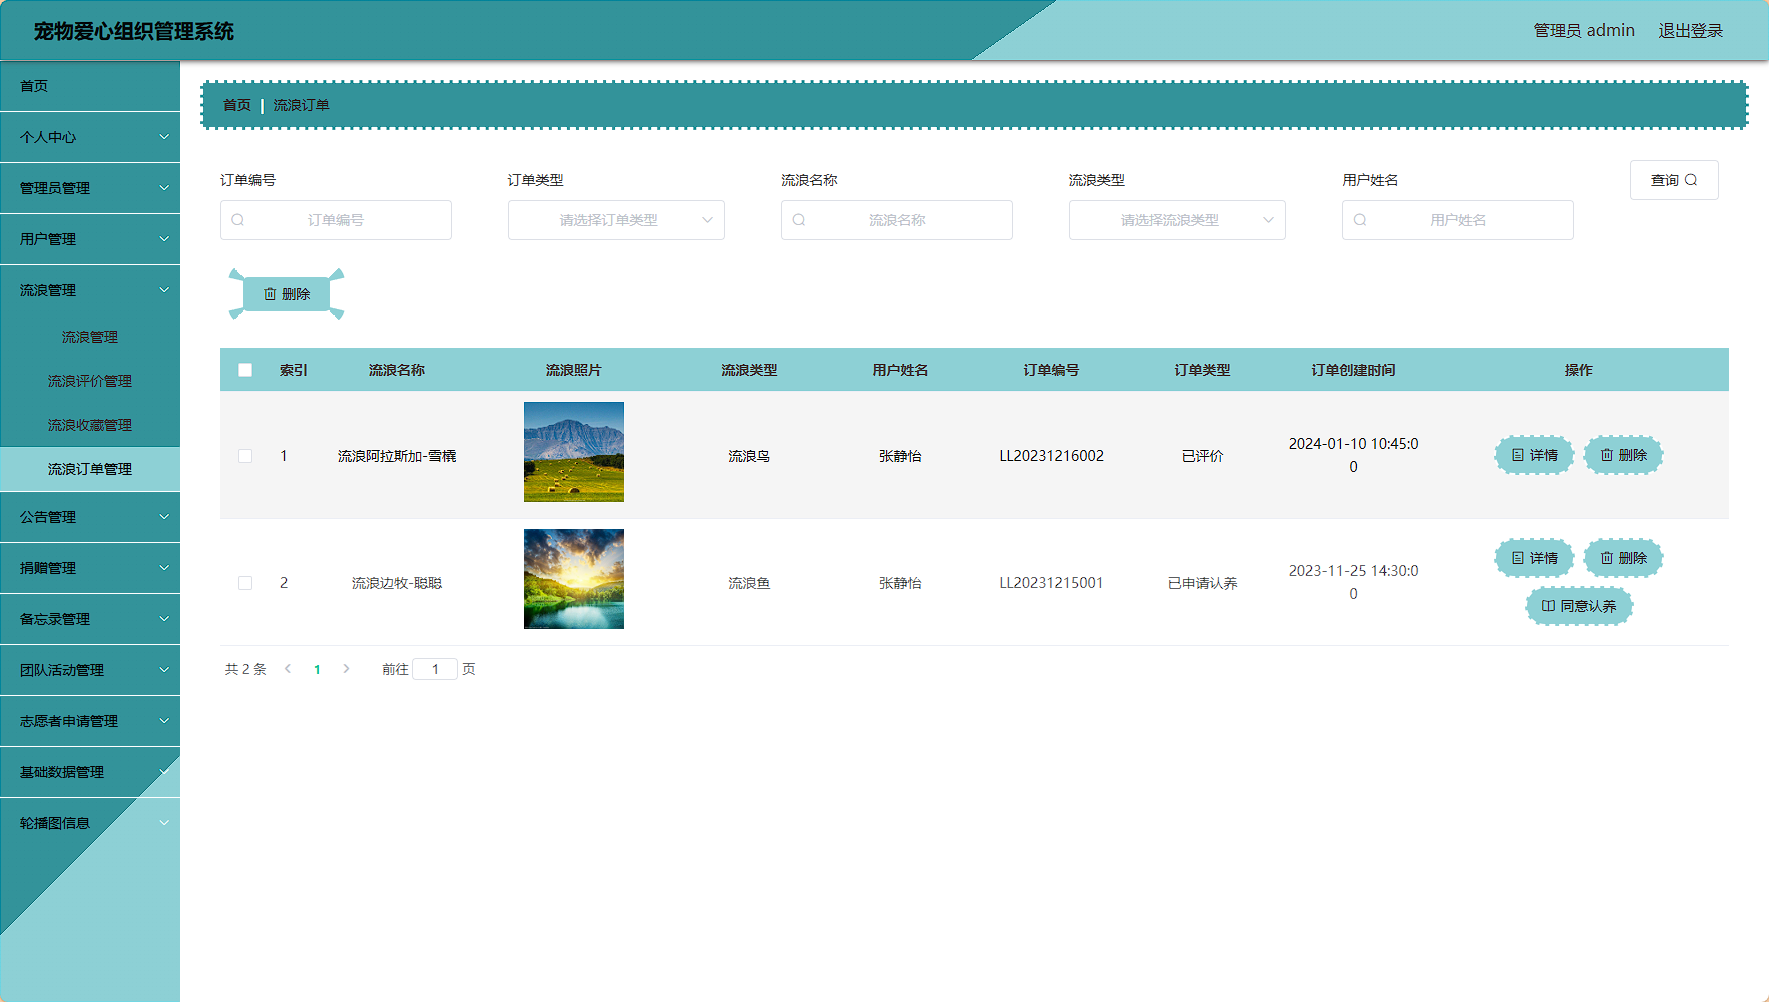 宠物爱心组织管理系统
管理员 admin 退出登录
首页
个人中心
管理员管理
用户管理
流浪管理
流浪管理
流浪评价管理
流浪收藏管理
流浪订单管理
公告管理
捐赠管理
备忘录管理
团队活动管理
志愿者申请管理
基础数据管理
轮播图信息
首页 | 流浪订单
订单编号 订单类型 流浪名称 流浪类型 用户姓名 查询
订单编号 请选择订单类型 流浪名称 请选择流浪类型 用户姓名
删除
索引 流浪名称 流浪照片 流浪类型 用户姓名 订单编号 订单类型 订单创建时间 操作
1 流浪阿拉斯加-雪橇 流浪鸟 张静怡 LL20231216002 已评价 2024-01-10 10:45:0 详情 删除
0
2 流浪边牧-聪聪 流浪鱼 张静怡 LL20231215001 已申请认养 2023-11-25 14:30:0 详情 删除
0 同意认养
共 2 条 1 前往 1 页